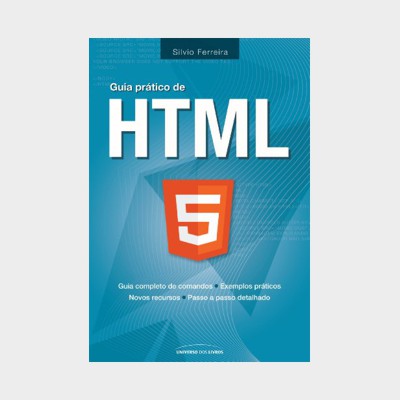 Silvio Ferreira
Guia prático de
HTML
5
Guia completo de comandos • Exemplos práticos
Novos recursos • Passo a passo detalhado
UNIVERSO DOS LIVROS